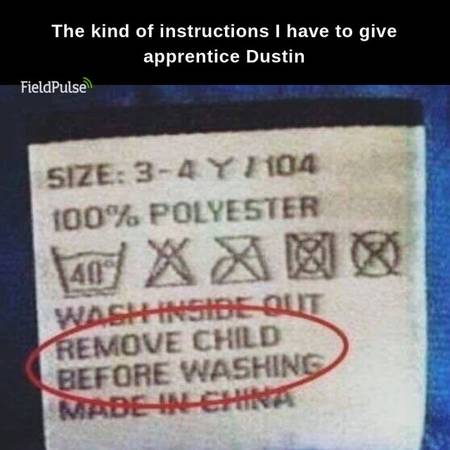 The kind of instructions I have to give
apprentice Dustin
FieldPulse
SIZE: 3-4 Y / 104
100% POLYESTER
40°
WASH INSIDE OUT
REMOVE CHILD
BEFORE WASHING
MADE IN CHINA